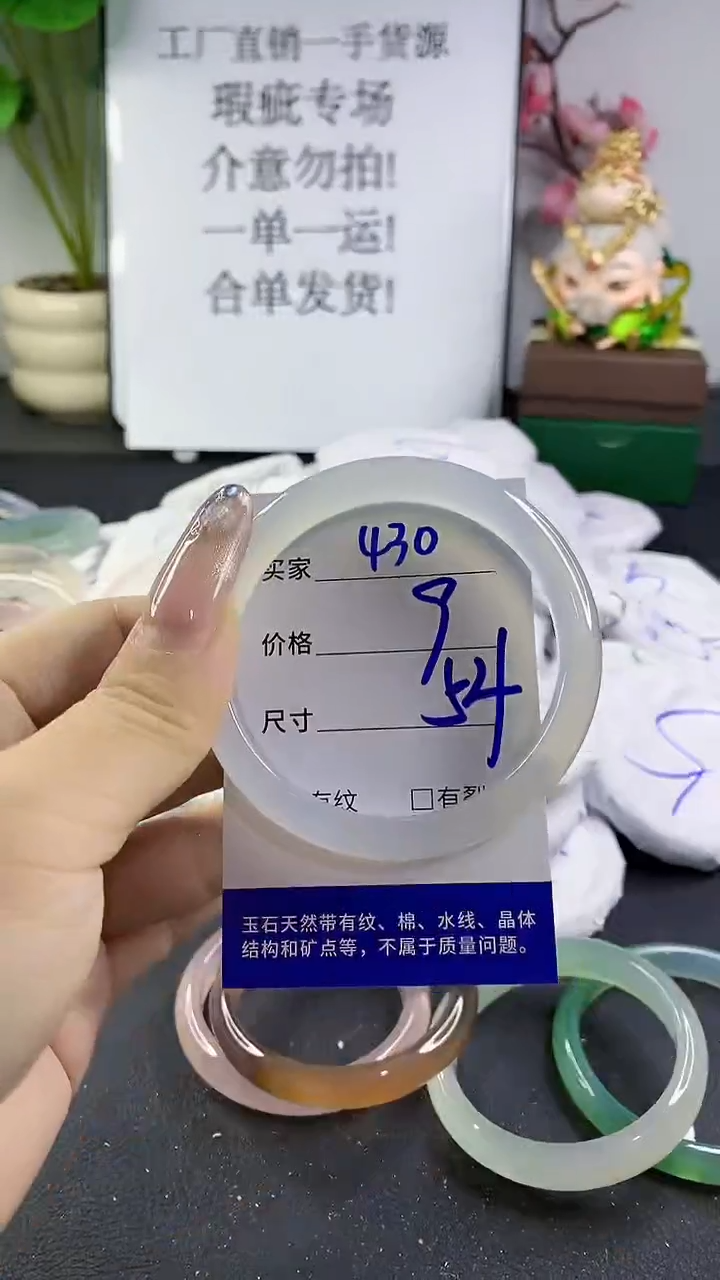 工厂直销一手货源
瑕疵专场
介意勿拍!
一单一运!
合单发货!
买家 430
价格 9
尺寸 54
有纹 □有裂
玉石天然带有纹、棉、水线、晶体
结构和矿点等，不属于质量问题。